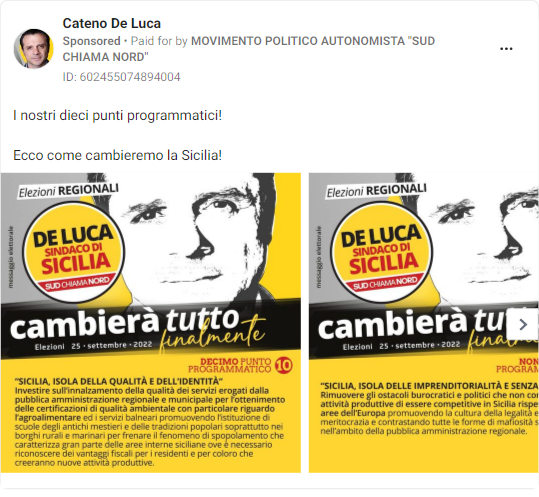 Cateno De Luca
Sponsored • Paid for by MOVIMENTO POLITICO AUTONOMISTA "SUD
CHIAMA NORD"
ID: 602455074894004
I nostri dieci punti programmatici!
Ecco come cambieremo la Sicilia!
Elezioni REGIONALI
messaggio elettorale
DE LUCA
SINDACO DI
SICILIA
SUD CHIAMA NORD
cambierà tutto
finalmente
Elezioni 25 • settembre • 2022
DECIMO PUNTO
PROGRAMMATICO 10
"SICILIA, ISOLA DELLA QUALITÀ E DELL'IDENTITÀ"
Investire sull'innalzamento della qualità dei servizi erogati dalla
pubblica amministrazione regionale e municipale per l'ottenimento
delle certificazioni di qualità ambientale con particolare riguardo
l'agroalimentare ed i servizi balneari promuovendo l'istituzione di
scuole degli antichi mestieri e delle tradizioni popolari soprattutto nei
borghi rurali e marinari per frenare il fenomeno di spopolamento che
caratterizza gran parte delle aree interne siciliane ove è necessario
riconoscere dei vantaggi fiscali per i residenti e per coloro che
creeranno nuove attività produttive.
Elezioni REGIONALI
messaggio elettorale
DE LUCA
SINDACO DI
SICILIA
SUD CHIAMA NORD
cambierà tut
finalm
Elezioni 25 • settembre • 2022
NON
PROGRAM
"SICILIA, ISOLA DELLE IMPRENDITORIALITÀ E SENZA
Rimuovere gli ostacoli burocratici e politici che non con
attività produttive di essere competitive in Sicilia rispe
aree dell'Europa promuovendo la cultura della legalità e
meritocrazia e contrastando tutte le forme di mafiosità s
nell'ambito della pubblica amministrazione regionale.